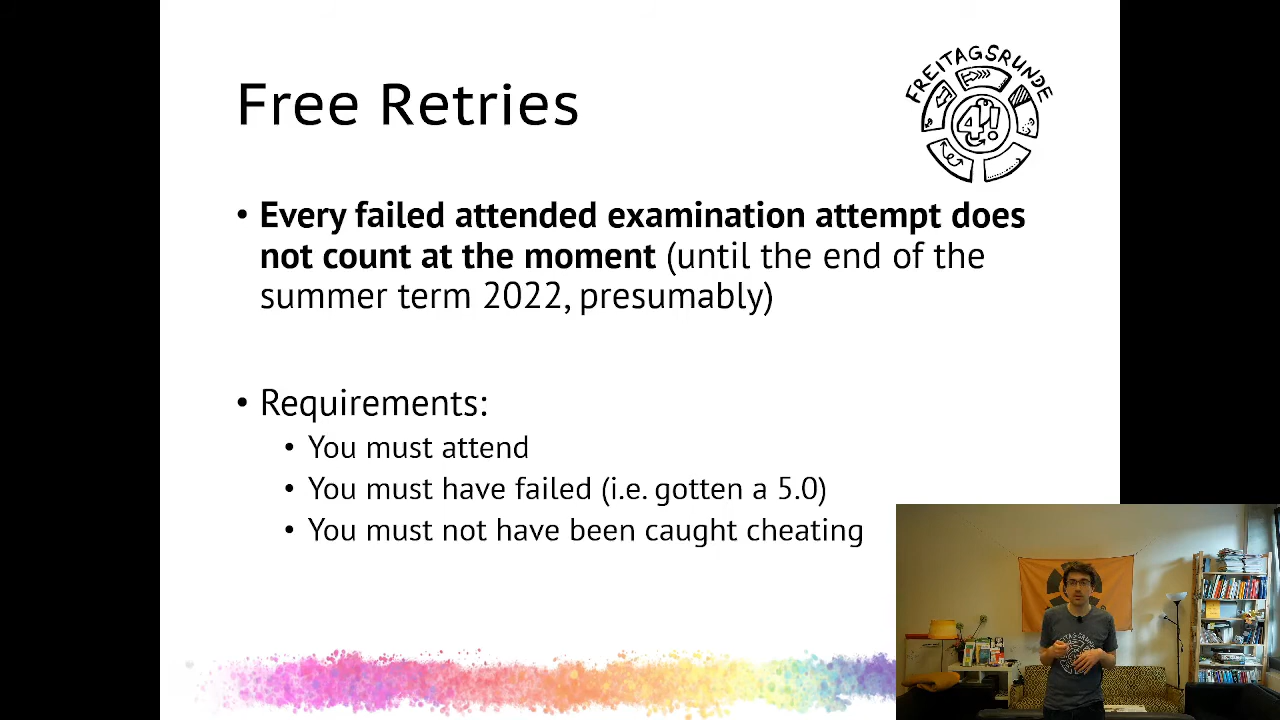 FREITAGSRUNDE
4!
Free Retries
• Every failed attended examination attempt does
not count at the moment (until the end of the
summer term 2022, presumably)
• Requirements:
• You must attend
• You must have failed (i.e. gotten a 5.0)
• You must not have been caught cheating
FREITAGSRUNDE